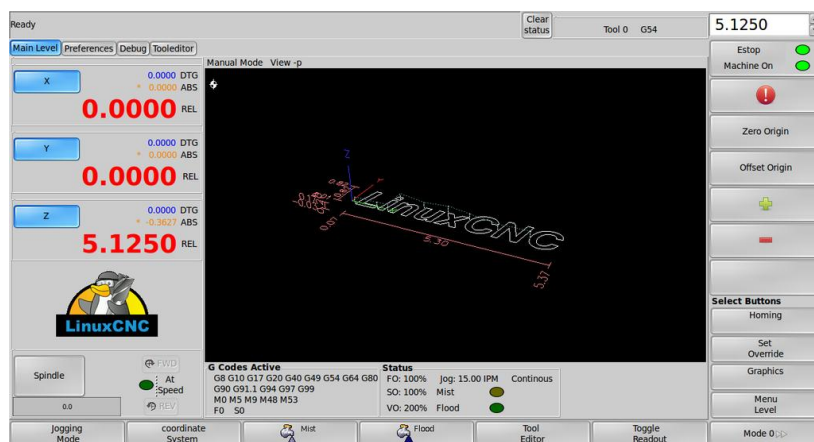 Ready
Clear status
Tool 0 G54
5.1250
Main Level Preferences Debug Tooleditor
Estop
Machine On
Manual Mode View -p
X
0.0000 DTG
* 0.0000 ABS
0.0000 REL
Y
0.0000 DTG
* 0.0000 ABS
0.0000 REL
Z
0.0000 DTG
* -0.3627 ABS
5.1250 REL
Z
LinuxCNC
0.07
5.30
5.37
Zero Origin
Offset Origin
LinuxCNC
Select Buttons
Homing
Set
Override
Graphics
Menu
Level
Spindle
FWD
At
Speed
0.0
REV
G Codes Active
G8 G10 G17 G20 G40 G49 G54 G64 G80
G90 G91.1 G94 G97 G99
M0 M5 M9 M48 M53
F0 S0
Status
FO: 100% Jog: 15.00 IPM Continous
SO: 100% Mist
VO: 200% Flood
Jogging
Mode
coordinate
System
Mist
Flood
Tool
Editor
Toggle
Readout
Mode 0